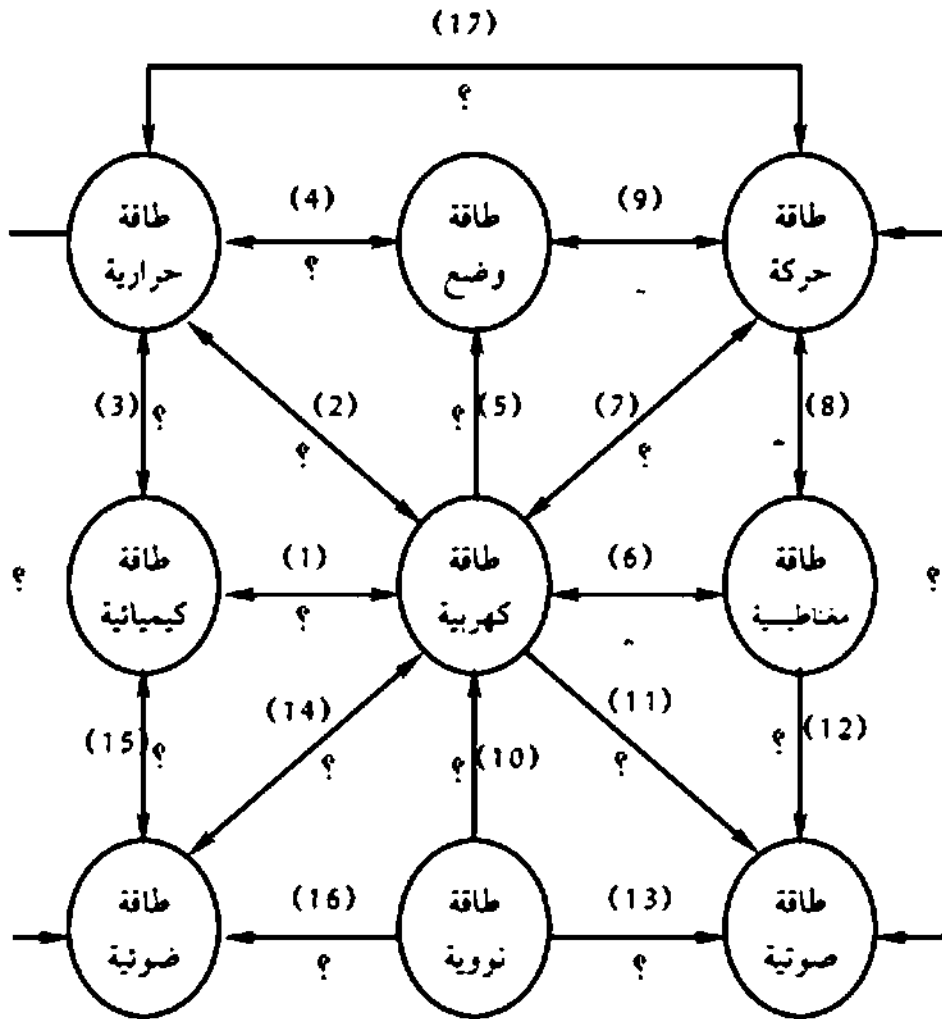 (17)
؟
طاقة
حرارية
(4)
؟
طاقة
وضع
(9)
طاقة
حركة
(3)
؟
(2)
؟
؟
(5)
(7)
؟
(8)
؟
طاقة
كيميائية
(1)
؟
طاقة
كهربية
(6)
طاقة
مغناطيسية
؟
(15)
؟
(14)
؟
؟
(10)
(11)
؟
؟
(12)
طاقة
ضوئية
(16)
؟
طاقة
نووية
(13)
؟
طاقة
صوتية